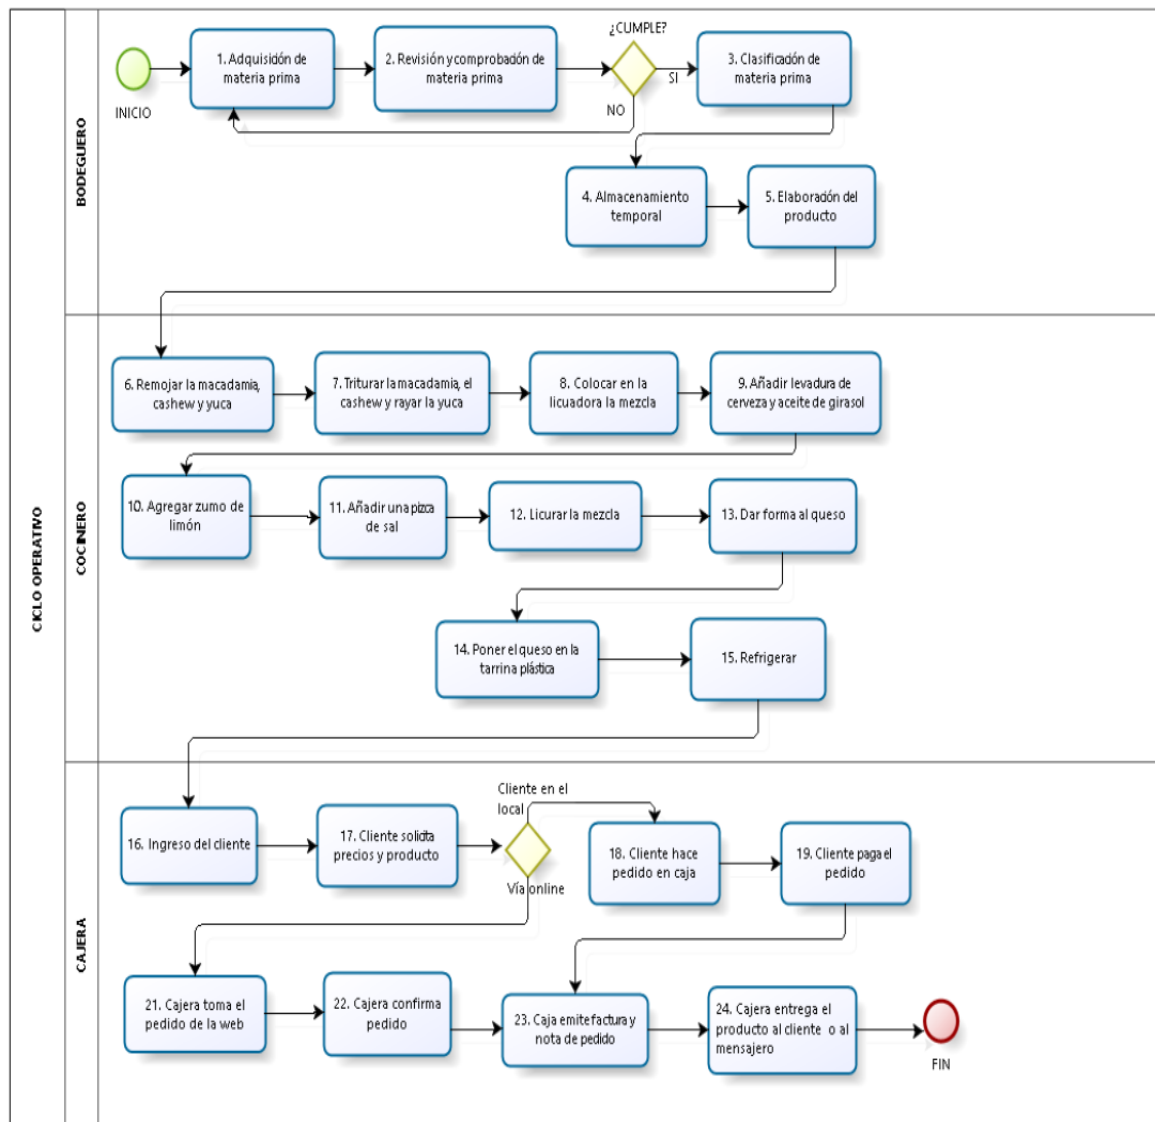 CICLO OPERATIVO
BODEGUERO
INICIO
1. Adquisición de
materia prima
2. Revisión y comprobación de
materia prima
¿CUMPLE?
SI
NO
3. Clasificación de
materia prima
4. Almacenamiento
temporal
5. Elaboración del
producto
COCINERO
6. Remojar la macadamia,
cashew y yuca
7. Triturar la macadamia, el
cashew y rayar la yuca
8. Colocar en la
licuadora la mezcla
9. Añadir levadura de
cerveza y aceite de girasol
10. Agregar zumo de
limón
11. Añadir una pizca
de sal
12. Licurar la mezcla
13. Dar forma al queso
14. Poner el queso en la
tarrina plástica
15. Refrigerar
CAJERA
16. Ingreso del cliente
17. Cliente solicita
precios y producto
Cliente en el
local
Vía online
18. Cliente hace
pedido en caja
19. Cliente paga el
pedido
21. Cajera toma el
pedido de la web
22. Cajera confirma
pedido
23. Caja emite factura y
nota de pedido
24. Cajera entrega el
producto al cliente o al
mensajero
FIN